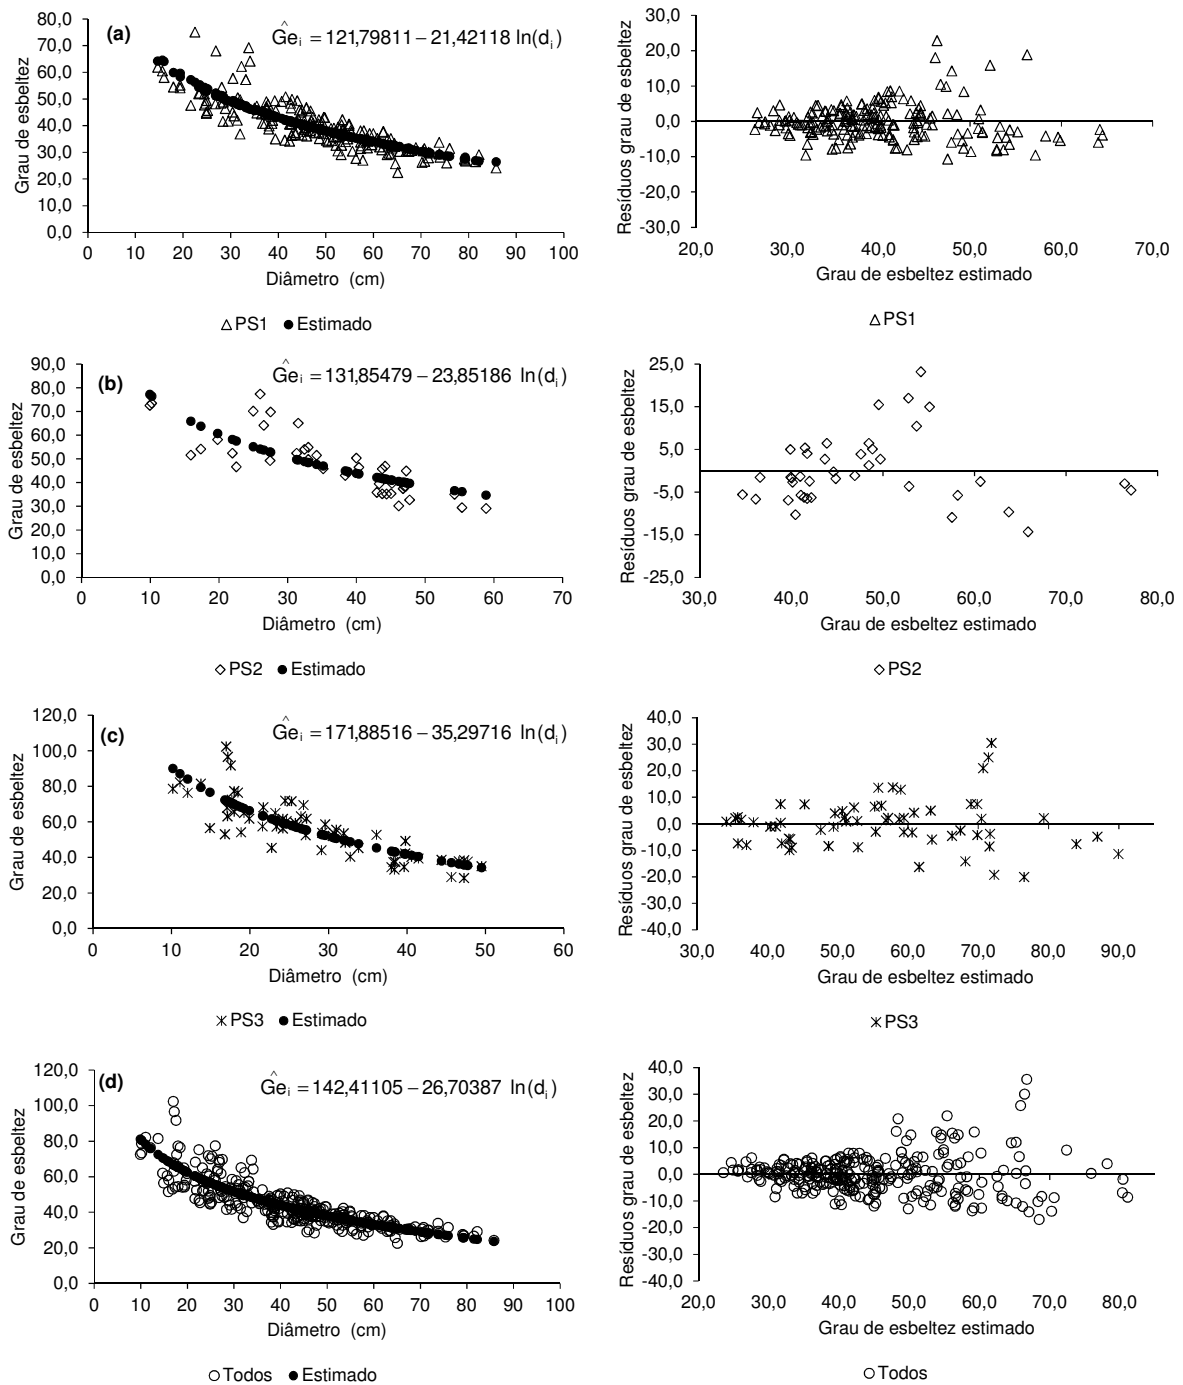 (a)
Ĝe i = 121,79811 − 21,42118 ln(d i)
Grau de esbeltez
80,0
70,0
60,0
50,0
40,0
30,0
20,0
10,0
0,0
0 10 20 30 40 50 60 70 80 90 100
Diâmetro (cm)
PS1 Estimado
Resíduos grau de esbeltez
30,0
20,0
10,0
0,0
-10,0
-20,0
-30,0
20,0 30,0 40,0 50,0 60,0 70,0
Grau de esbeltez estimado
PS1
(b)
Ĝe i = 131,85479 − 23,85186 ln(d i)
Grau de esbeltez
90,0
80,0
70,0
60,0
50,0
40,0
30,0
20,0
10,0
0,0
0 10 20 30 40 50 60 70
Diâmetro (cm)
PS2 Estimado
Resíduos grau de esbeltez
25,0
15,0
5,0
-5,0
-15,0
-25,0
30,0 40,0 50,0 60,0 70,0 80,0
Grau de esbeltez estimado
PS2
(c)
Ĝe i = 171,88516 − 35,29716 ln(d i)
Grau de esbeltez
120,0
100,0
80,0
60,0
40,0
20,0
0,0
0 10 20 30 40 50 60
Diâmetro (cm)
PS3 Estimado
Resíduos grau de esbeltez
40,0
30,0
20,0
10,0
0,0
-10,0
-20,0
-30,0
-40,0
30,0 40,0 50,0 60,0 70,0 80,0 90,0
Grau de esbeltez estimado
PS3
(d)
Ĝe i = 142,41105 − 26,70387 ln(d i)
Grau de esbeltez
120,0
100,0
80,0
60,0
40,0
20,0
0,0
0 10 20 30 40 50 60 70 80 90 100
Diâmetro (cm)
Todos Estimado
Resíduos grau de esbeltez
40,0
30,0
20,0
10,0
0,0
-10,0
-20,0
-30,0
-40,0
20,0 30,0 40,0 50,0 60,0 70,0 80,0
Grau de esbeltez estimado
Todos